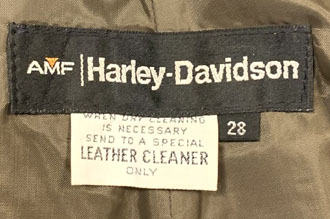 AMF Harley-Davidson
28
WHEN DRY CLEANING
IS NECESSARY
SEND TO A SPECIAL
LEATHER CLEANER
ONLY